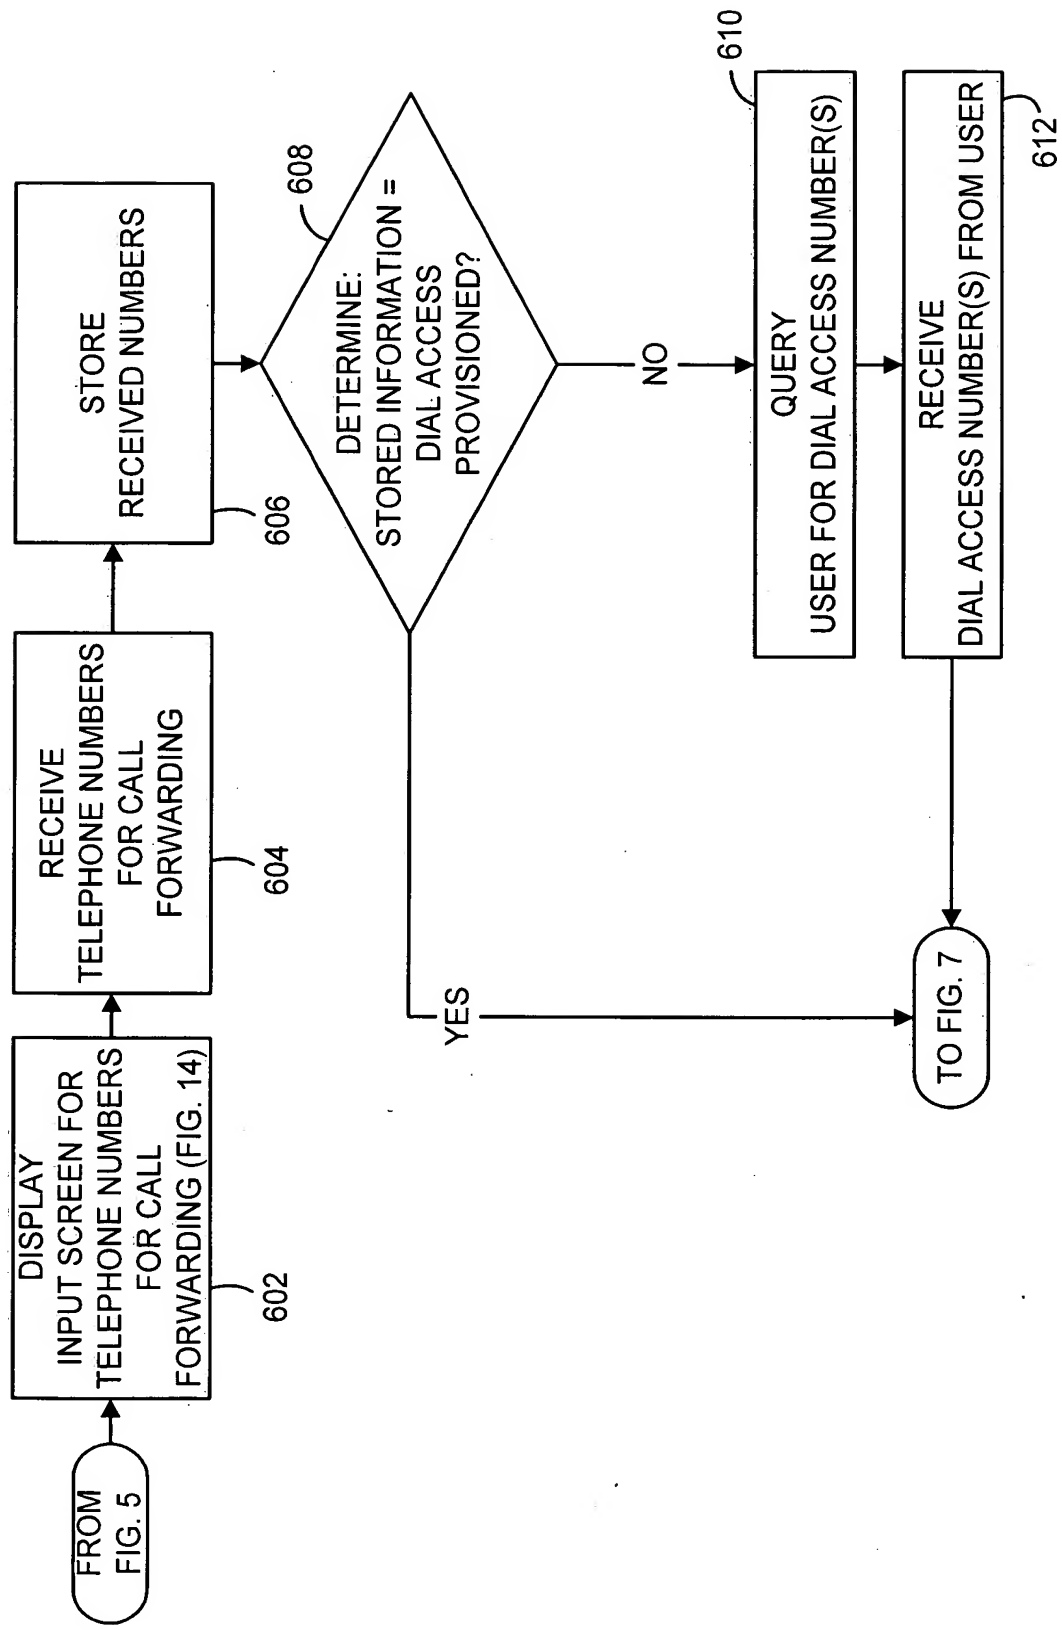 FROM
FIG. 5
DISPLAY
INPUT SCREEN FOR
TELEPHONE NUMBERS
FOR CALL
FORWARDING (FIG. 14)
602
RECEIVE
TELEPHONE NUMBERS
FOR CALL
FORWARDING
604
STORE
RECEIVED NUMBERS
606
DETERMINE:
STORED INFORMATION =
DIAL ACCESS
PROVISIONED?
608
YES
NO
QUERY
USER FOR DIAL ACCESS NUMBER(S)
610
RECEIVE
DIAL ACCESS NUMBER(S) FROM USER
612
TO FIG. 7